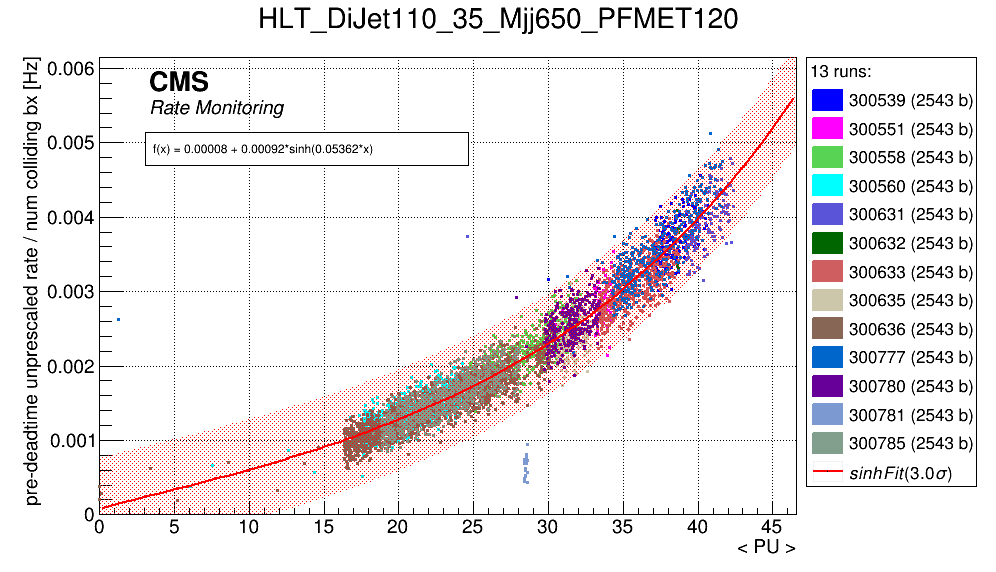 HLT_DiJet110_35_Mjj650_PFMET120
pre-deadtime unprescaled rate / num colliding bx [Hz]
0.006
0.005
0.004
0.003
0.002
0.001
0
CMS
Rate Monitoring
f(x) = 0.00008 + 0.00092*sinh(0.05362*x)
0 5 10 15 20 25 30 35 40 45
< PU >
13 runs:
300539 (2543 b)
300551 (2543 b)
300558 (2543 b)
300560 (2543 b)
300631 (2543 b)
300632 (2543 b)
300633 (2543 b)
300635 (2543 b)
300636 (2543 b)
300777 (2543 b)
300780 (2543 b)
300781 (2543 b)
300785 (2543 b)
sinhFit(3.0σ)